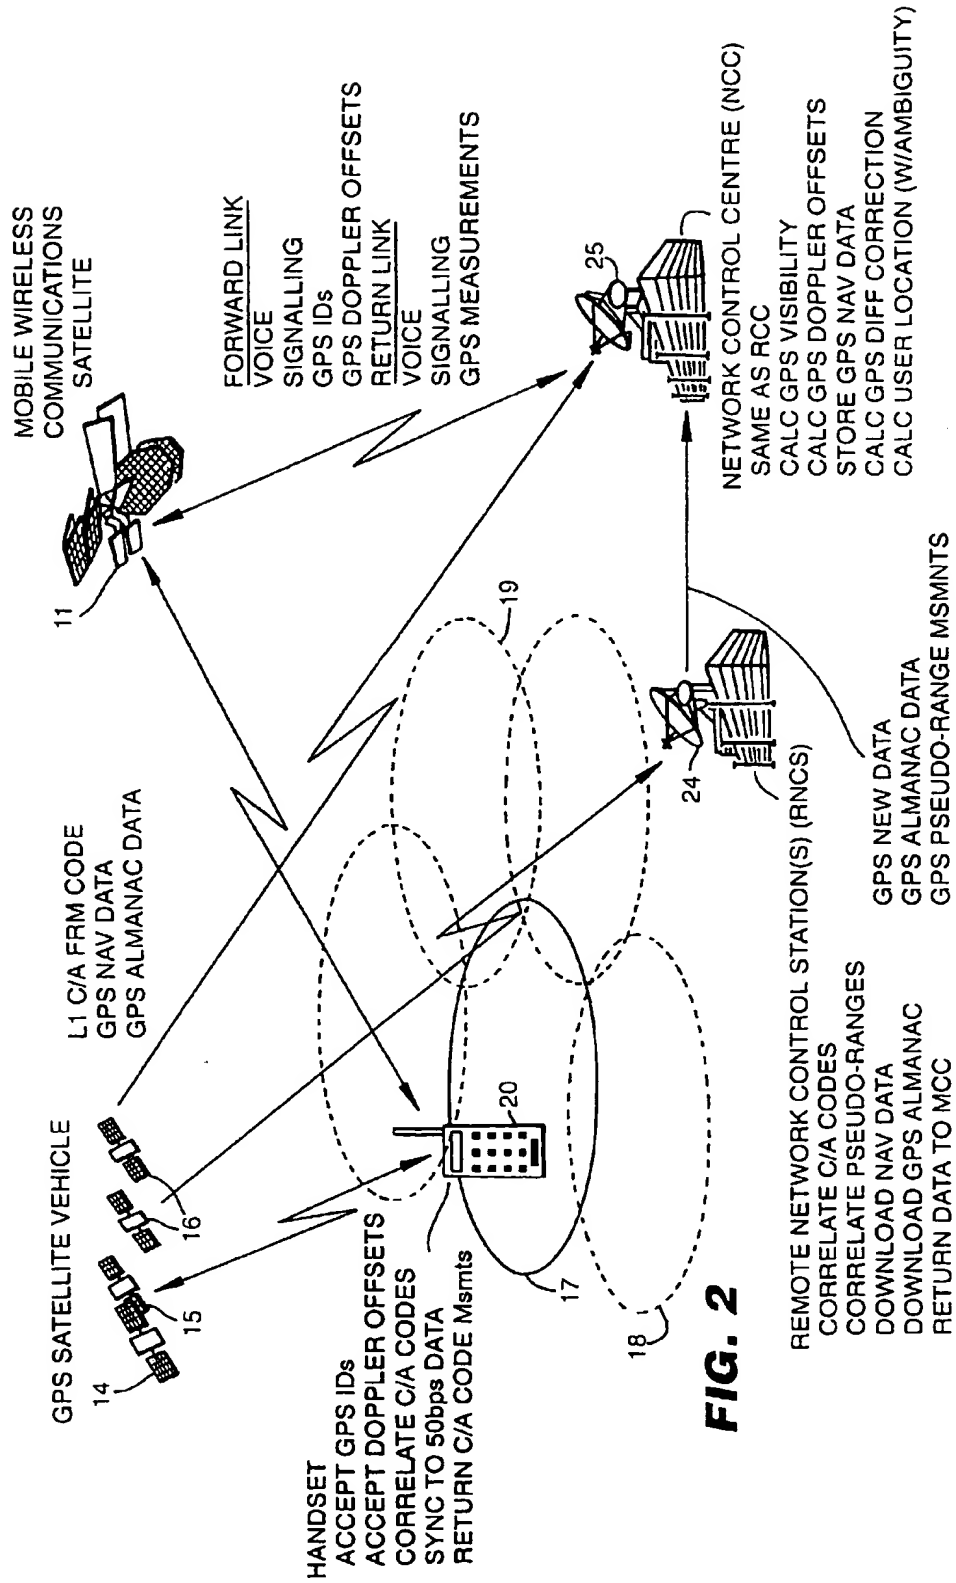 GPS SATELLITE VEHICLE
14
15
16
L1 C/A FRM CODE
GPS NAV DATA
GPS ALMANAC DATA
MOBILE WIRELESS
COMMUNICATIONS
SATELLITE
11
FORWARD LINK
VOICE
SIGNALLING
GPS IDs
GPS DOPPLER OFFSETS
RETURN LINK
VOICE
SIGNALLING
GPS MEASUREMENTS
HANDSET
ACCEPT GPS IDs
ACCEPT DOPPLER OFFSETS
CORRELATE C/A CODES
SYNC TO 50bps DATA
RETURN C/A CODE Msmts
20
17
18
19
24
25
NETWORK CONTROL CENTRE (NCC)
SAME AS RCC
CALC GPS VISIBILITY
CALC GPS DOPPLER OFFSETS
STORE GPS NAV DATA
CALC GPS DIFF CORRECTION
CALC USER LOCATION (W/AMBIGUITY)
REMOTE NETWORK CONTROL STATION(S) (RNCS)
CORRELATE C/A CODES
CORRELATE PSEUDO-RANGES
DOWNLOAD NAV DATA
DOWNLOAD GPS ALMANAC
RETURN DATA TO MCC
GPS NEW DATA
GPS ALMANAC DATA
GPS PSEUDO-RANGE MSMNTS
FIG. 2